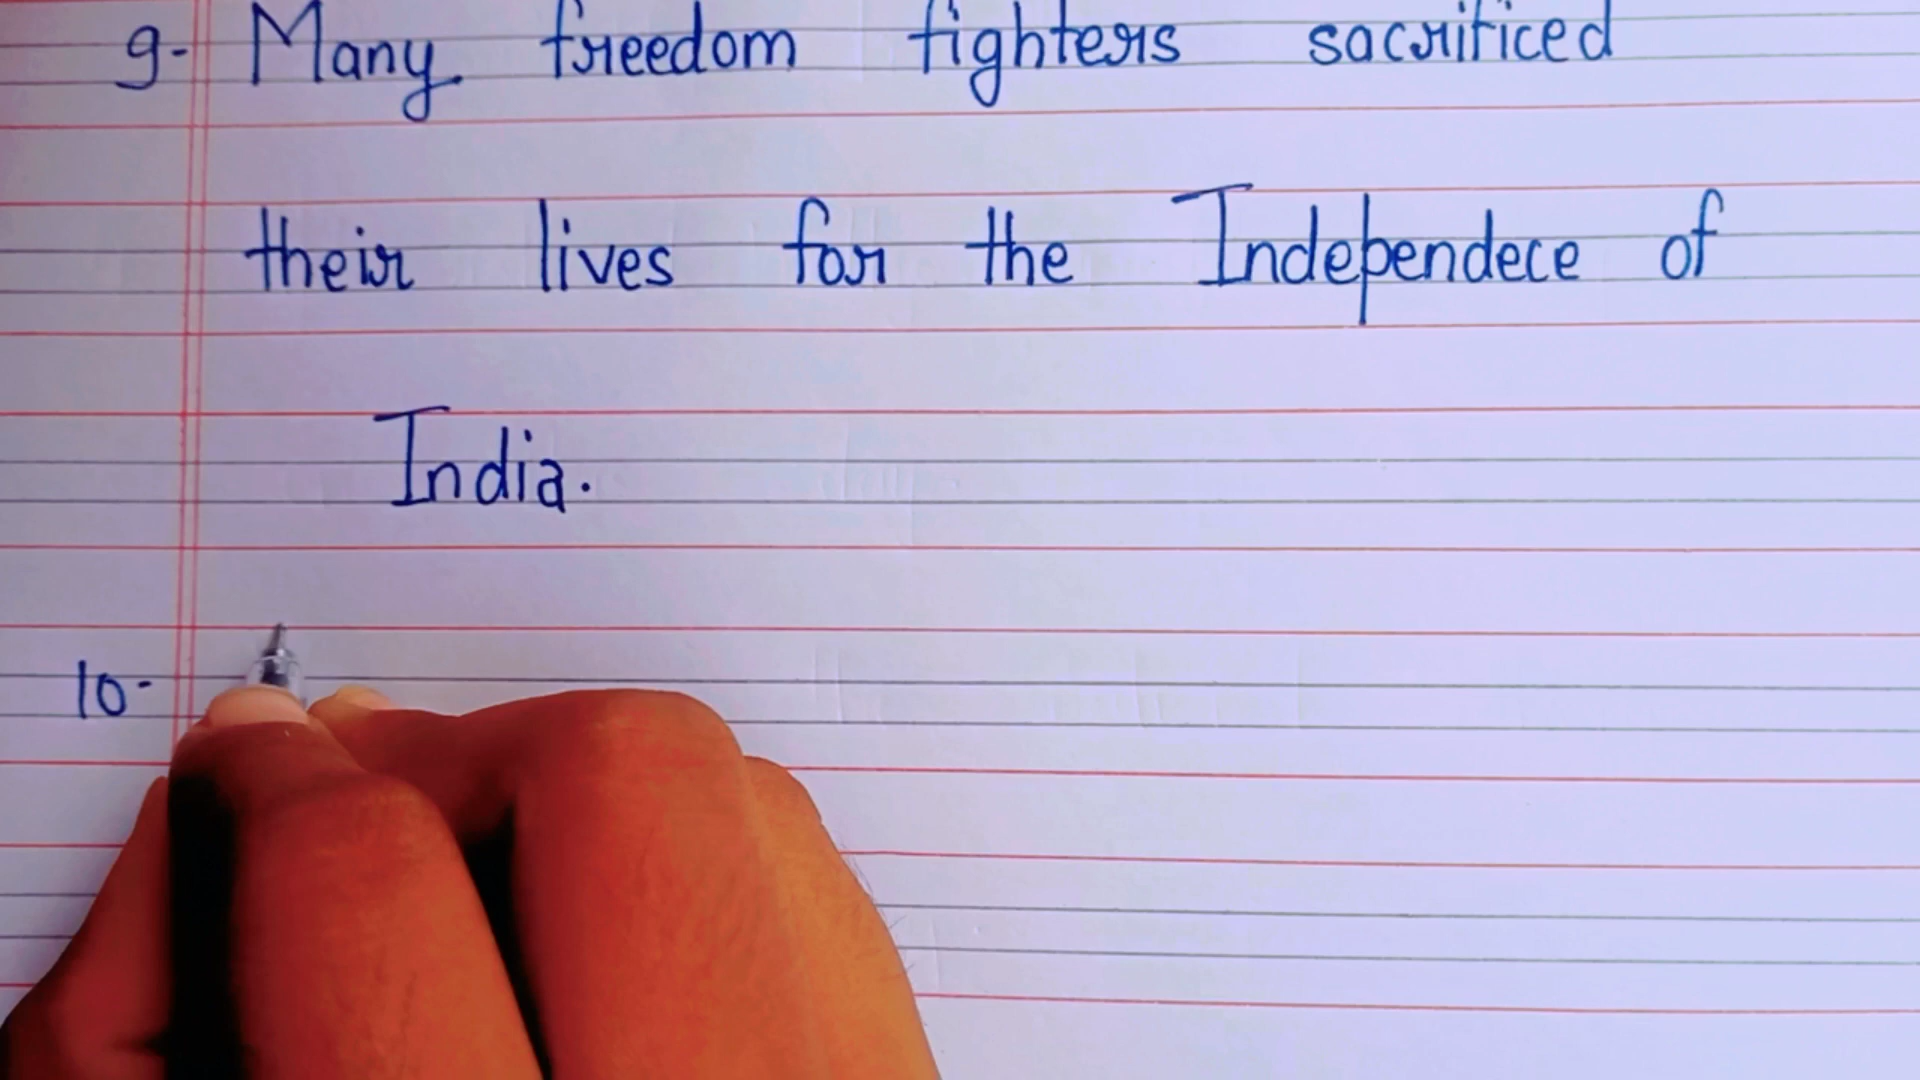 9- Many freedom fighters sacrificed
their lives for the Independece of
India.
10-